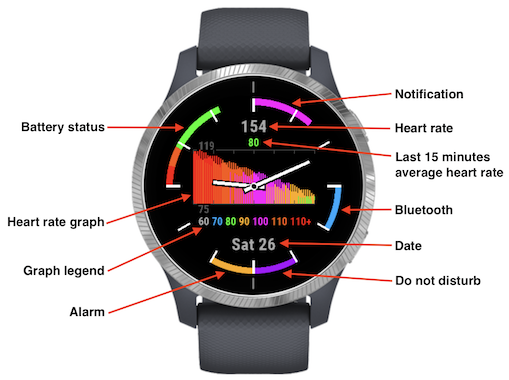 Notification
154
Heart rate
Battery status
80
119
Last 15 minutes
average heart rate
Bluetooth
75
Heart rate graph
60 70 80 90 100 110 110+
Sat 26
Date
Graph legend
Do not disturb
Alarm